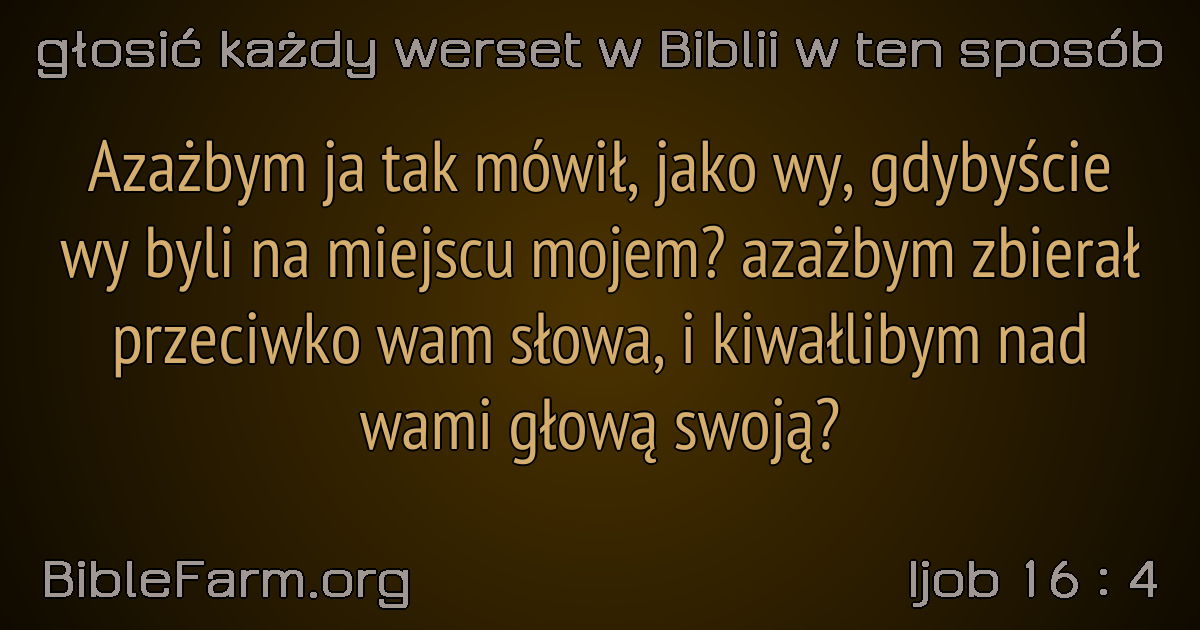 głosić każdy werset w Biblii w ten sposób
Azażbym ja tak mówił, jako wy, gdybyście
wy byli na miejscu mojem? azażbym zbierał
przeciwko wam słowa, i kiwałlibym nad
wami głową swoją?
BibleFarm.org
Ijob 16 : 4